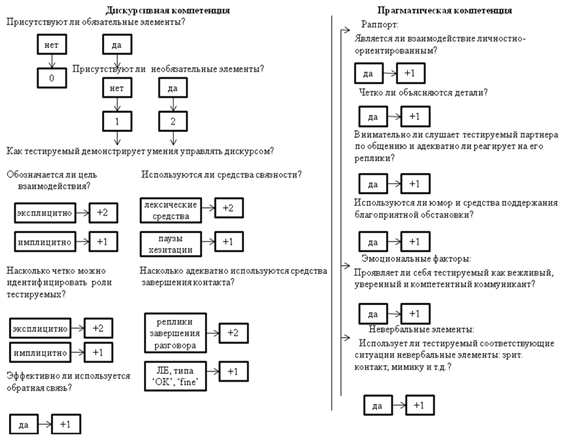 Дискурсивная компетенция
Присутствуют ли обязательные элементы?
нет да
0
Присутствуют ли необязательные элементы?
нет да
1 2
Как тестируемый демонстрирует умения управлять дискурсом?
Обозначается ли цель
взаимодействия?
эксплицитно +2
имплицитно +1
Используются ли средства связности?
лексические
средства
+2
паузы
хезитации
+1
Насколько четко можно
идентифицировать роли
тестируемых?
эксплицитно +2
имплицитно +1
Насколько адекватно используются средства
завершения контакта?
реплики
завершения
разговора
+2
ЛБ, типа
‘OK’, ‘fine’
+1
Эффективно ли используется
обратная связь?
да +1
Прагматическая компетенция
Раппорт:
Является ли взаимодействие личностно-
ориентированным?
да +1
Четко ли объясняются детали?
да +1
Внимательно ли слушает тестируемый партнера
по общению и адекватно ли реагирует на его
реплики?
да +1
Используются ли юмор и средства поддержания
благоприятной обстановки?
да +1
Эмоциональные факторы:
Проявляет ли себя тестируемый как вежливый,
уверенный и компетентный коммуникант?
да +1
Невербальные элементы:
Использует ли тестируемый соответствующие
ситуации невербальные элементы: зрит.
контакт, мимику и т.д.?
да +1